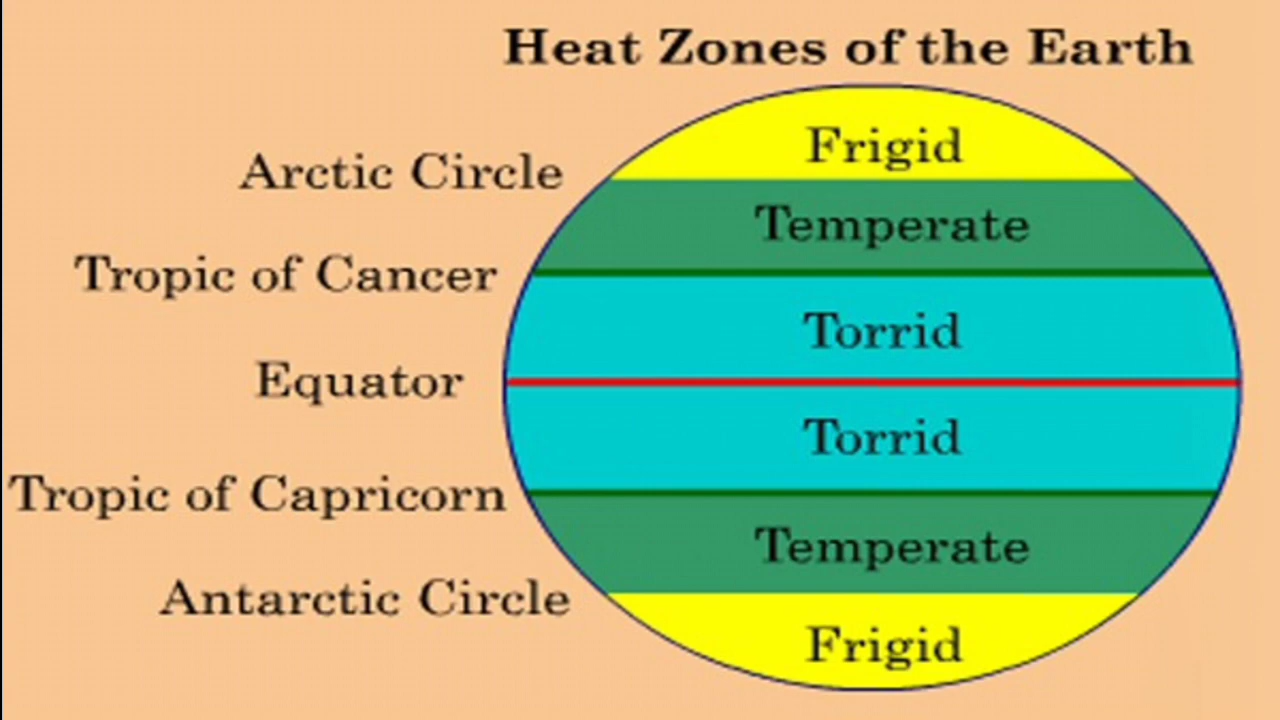 Heat Zones of the Earth
Frigid
Arctic Circle
Temperate
Tropic of Cancer
Torrid
Equator
Torrid
Tropic of Capricorn
Temperate
Antarctic Circle
Frigid